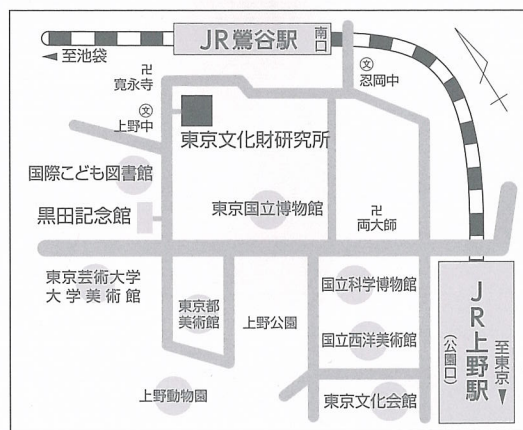 JR鶯谷駅
南口
◀至池袋
卍
寛永寺
文
忍岡中
文
上野中
東京文化財研究所
国際こども図書館
黒田記念館
東京国立博物館
卍
両大師
東京芸術大学
大学美術館
東京都
美術館
上野公園
国立科学博物館
国立西洋美術館
上野動物園
東京文化会館
JR上野駅
(公園口)
至東京▶